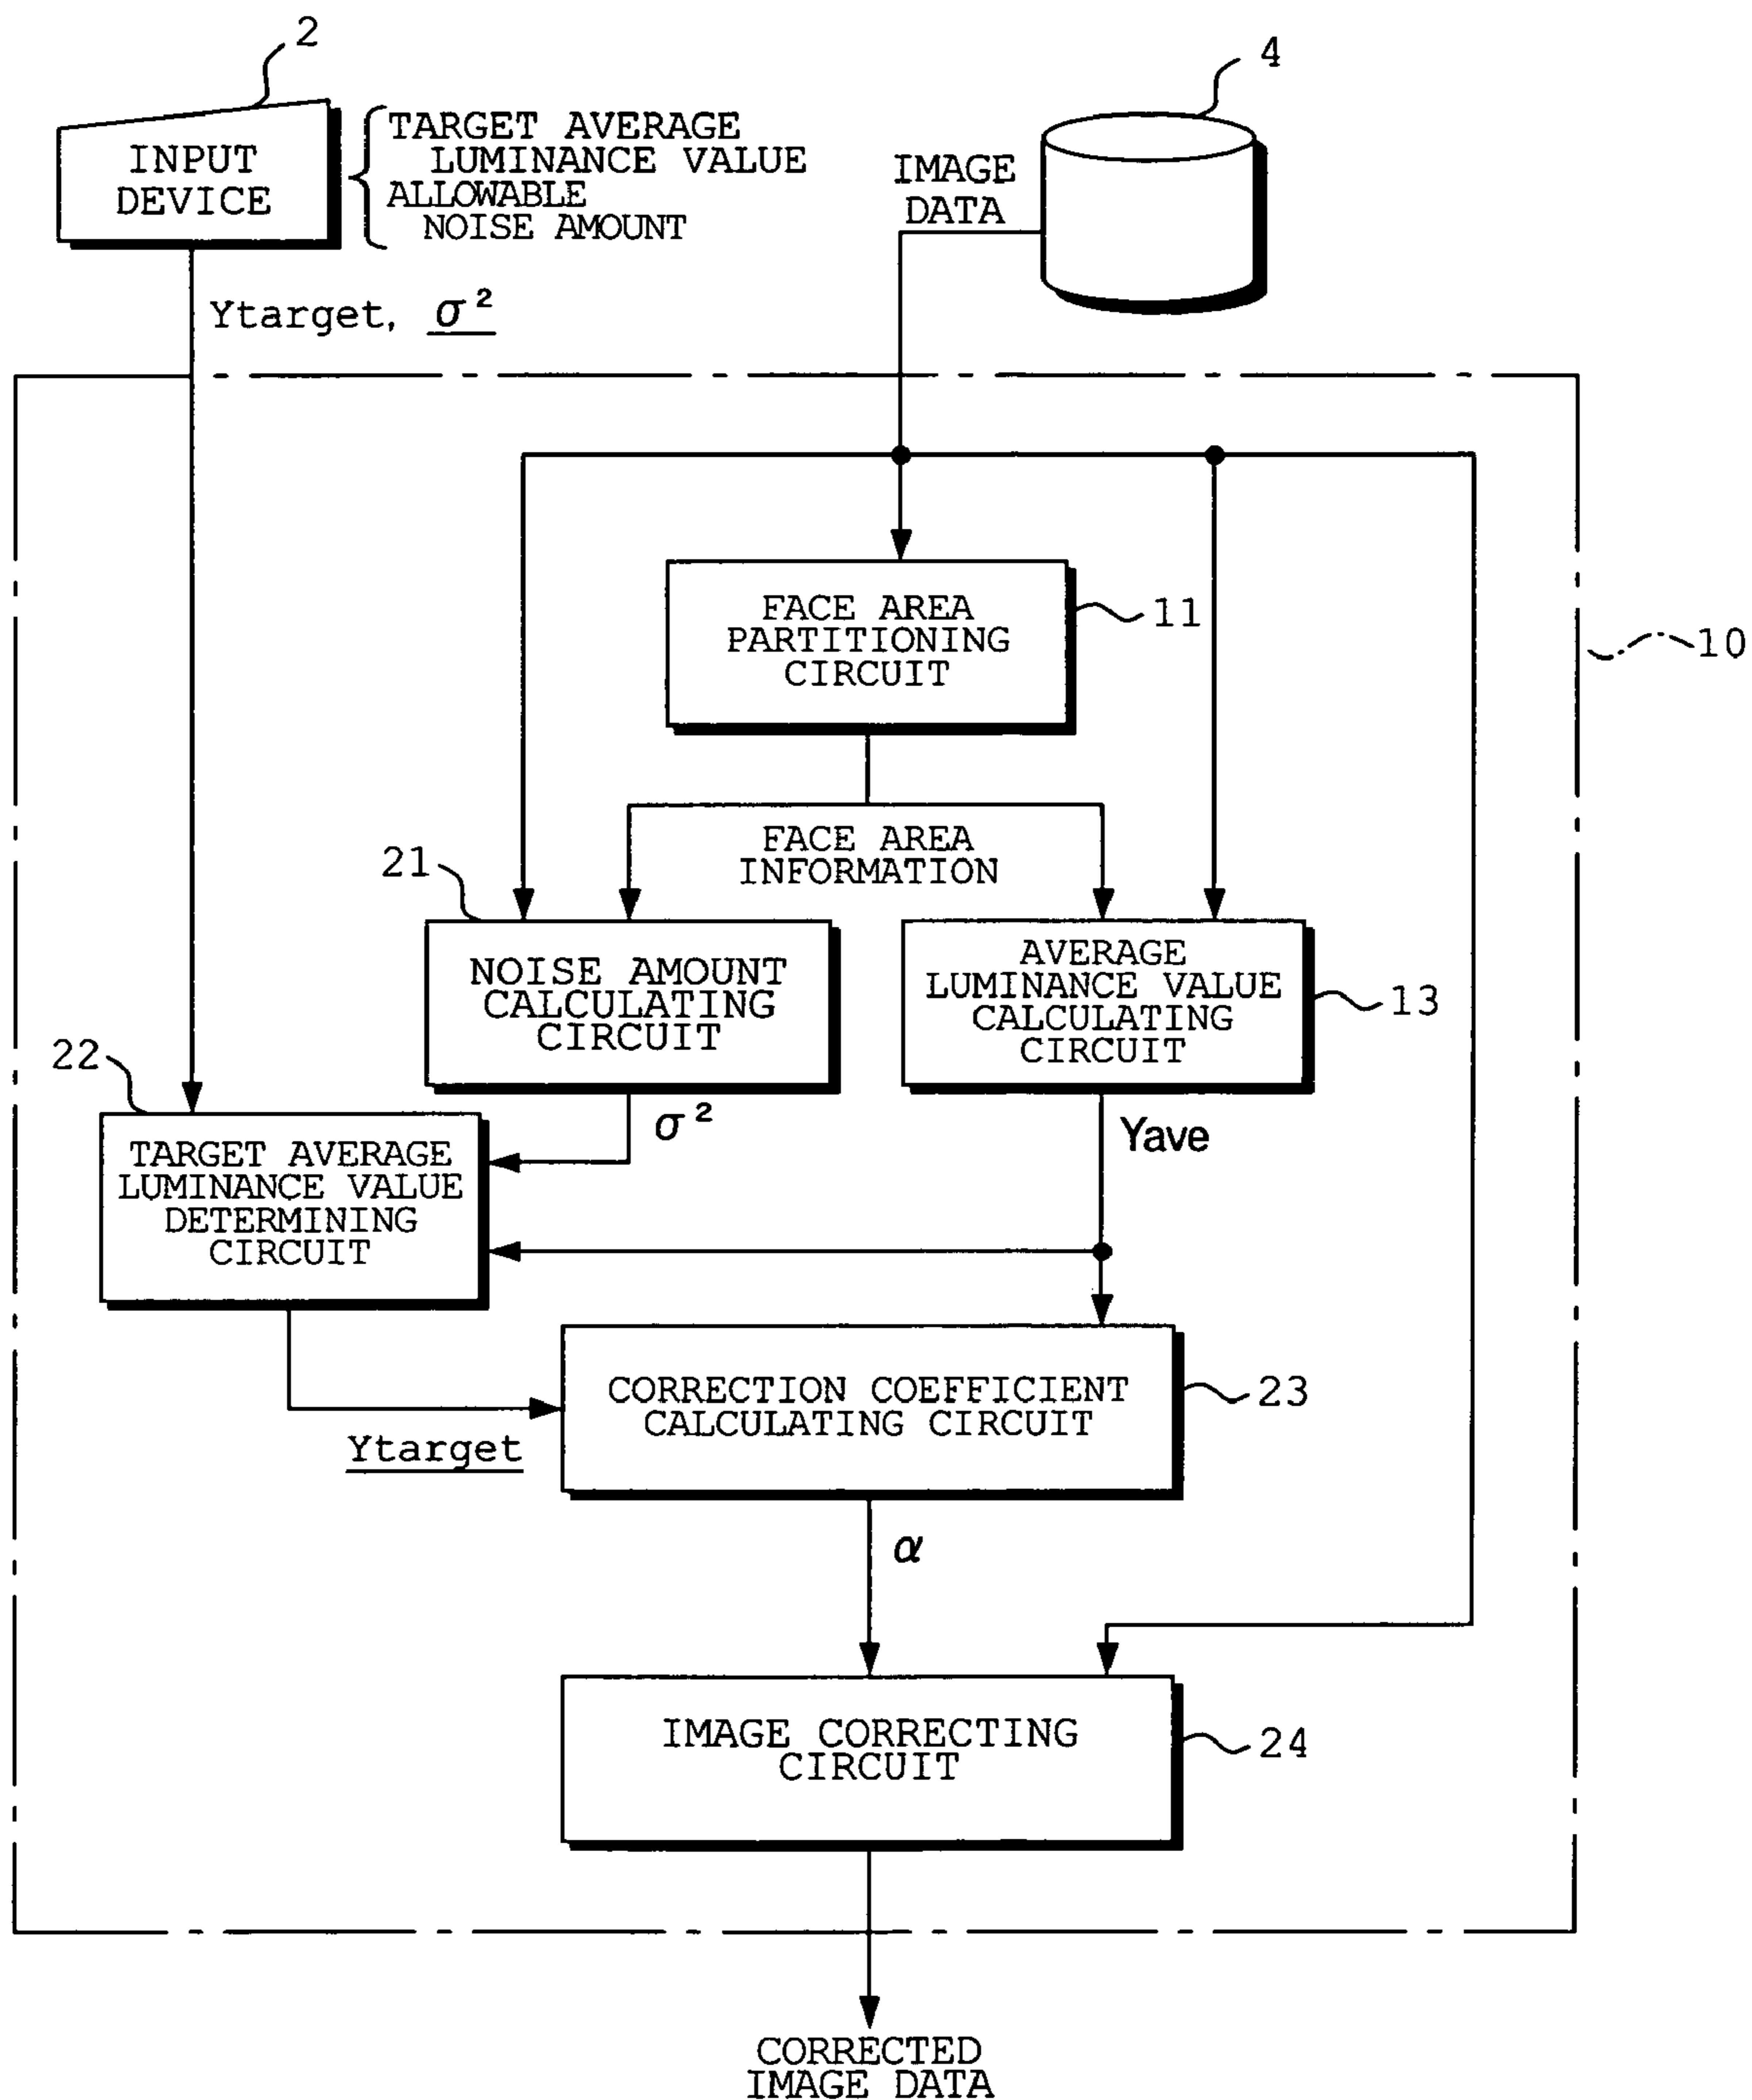 2
4
INPUT
DEVICE
TARGET AVERAGE
LUMINANCE VALUE
ALLOWABLE
NOISE AMOUNT
IMAGE
DATA
Ytarget, σ²
10
FACE AREA
PARTITIONING
CIRCUIT
11
FACE AREA
INFORMATION
21
NOISE AMOUNT
CALCULATING
CIRCUIT
AVERAGE
LUMINANCE VALUE
CALCULATING
CIRCUIT
13
22
σ²
Yave
TARGET AVERAGE
LUMINANCE VALUE
DETERMINING
CIRCUIT
CORRECTION COEFFICIENT
CALCULATING CIRCUIT
23
Ytarget
α
IMAGE CORRECTING
CIRCUIT
24
CORRECTED
IMAGE DATA